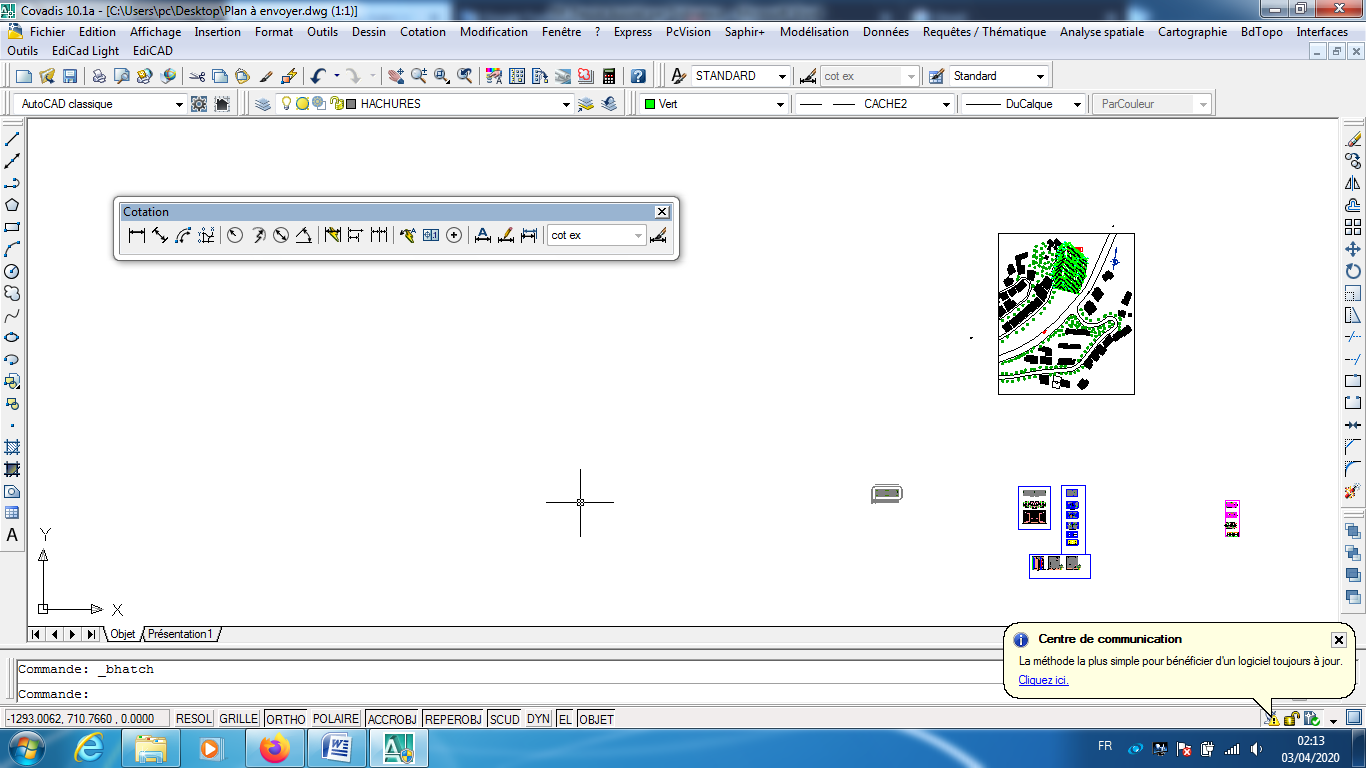 Covadis 10.1a - [C:\Users\pc\Desktop\Plan à envoyer.dwg (1:1)]
Fichier Edition Affichage Insertion Format Outils Dessin Cotation Modification Fenêtre ? Express PcVision Saphir+ Modélisation Données Requêtes / Thématique Analyse spatiale Cartographie BdTopo Interfaces
Outils EdiCad Light EdiCAD
STANDARD cot ex Standard
AutoCAD classique HACHURES Vert CACHE2 DuCalque ParCouleur
Cotation
cot ex
A
Y
X
Objet Présentation1
Centre de communication
La méthode la plus simple pour bénéficier d'un logiciel toujours à jour.
Cliquez ici.
Commande: _bhatch
Commande:
-1293.0062, 710.7660 , 0.0000 RESOL GRILLE ORTHO POLAIRE ACCROBJ REPEROBJ SCUD DYN EL OBJET
FR 02:13
03/04/2020